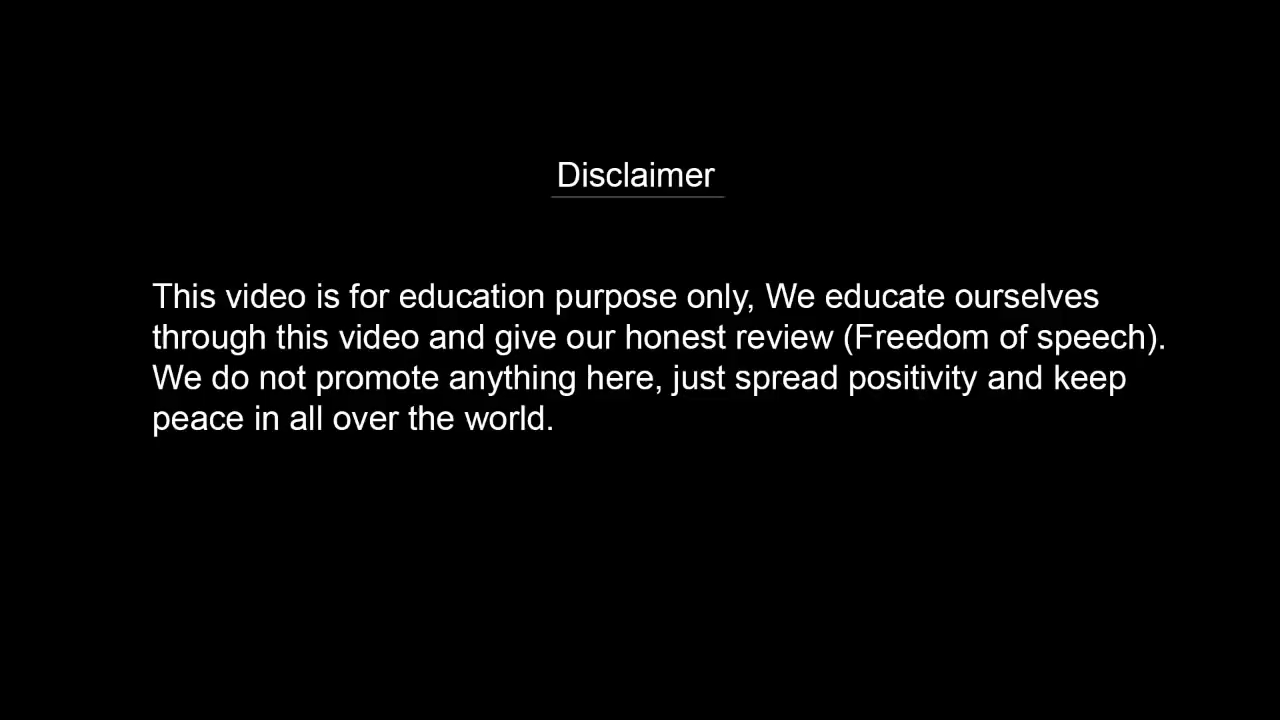 Disclaimer
This video is for education purpose only, We educate ourselves
through this video and give our honest review (Freedom of speech).
We do not promote anything here, just spread positivity and keep
peace in all over the world.